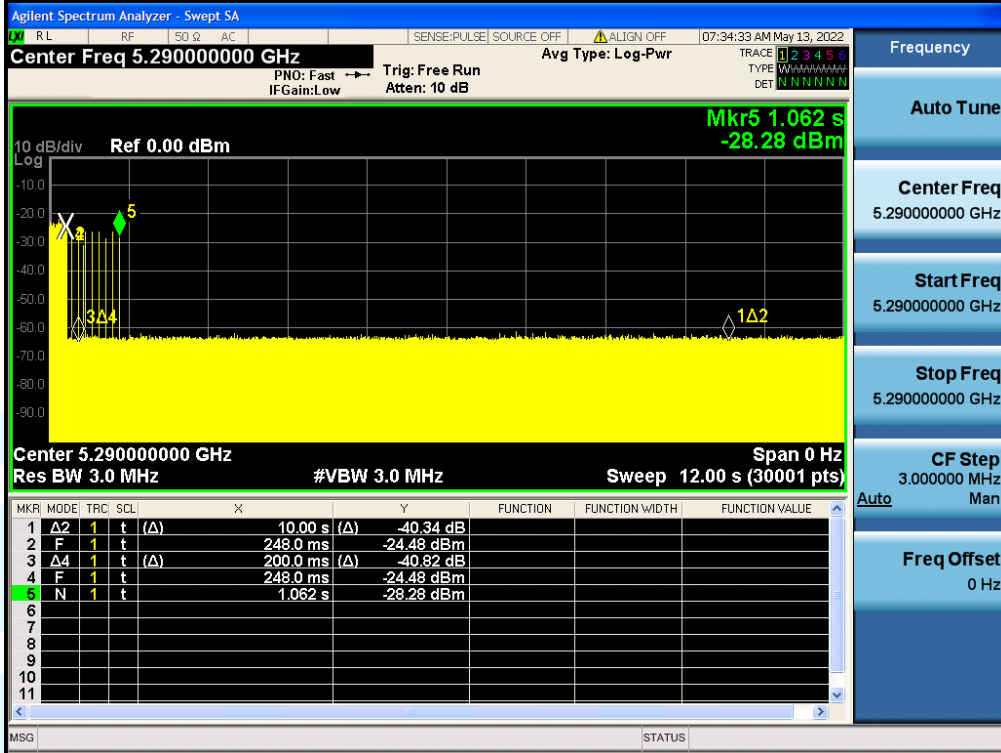 Agilent Spectrum Analyzer - Swept SA
LXI RL RF 50 Ω AC SENSE:PULSE SOURCE OFF ALIGN OFF 07:34:33 AM May 13, 2022
Center Freq 5.290000000 GHz
PNO: Fast
IFGain:Low
Trig: Free Run
Atten: 10 dB
Avg Type: Log-Pwr
TRACE 1 2 3 4 5 6
TYPE WWWWWW
DET N N N N N N
Mkr5 1.062 s
-28.28 dBm
10 dB/div Ref 0.00 dBm
Log
-10.0
-20.0
-30.0
-40.0
-50.0
-60.0
-70.0
-80.0
-90.0
5
3Δ4
1Δ2
Center 5.290000000 GHz Span 0 Hz
Res BW 3.0 MHz #VBW 3.0 MHz Sweep 12.00 s (30001 pts)
MKR MODE TRC SCL X Y FUNCTION FUNCTION WIDTH FUNCTION VALUE
1 Δ2 1 t (Δ) 10.00 s (Δ) -40.34 dB
2 F 1 t 248.0 ms -24.48 dBm
3 Δ4 1 t (Δ) 200.0 ms (Δ) -40.82 dB
4 F 1 t 248.0 ms -24.48 dBm
5 N 1 t 1.062 s -28.28 dBm
6
7
8
9
10
11
MSG STATUS
Frequency
Auto Tune
Center Freq
5.290000000 GHz
Start Freq
5.290000000 GHz
Stop Freq
5.290000000 GHz
CF Step
3.000000 MHz
Auto Man
Freq Offset
0 Hz